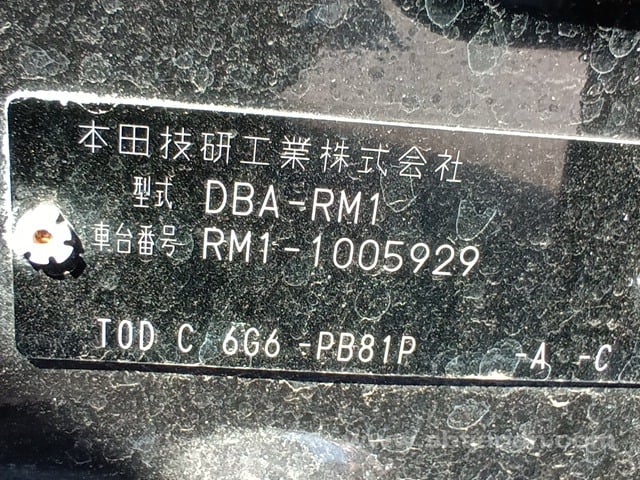 本田技研工業株式会社
型式 DBA-RM1
車台番号 RM1-1005929
TOD C 6G6 -PB81P -A -C